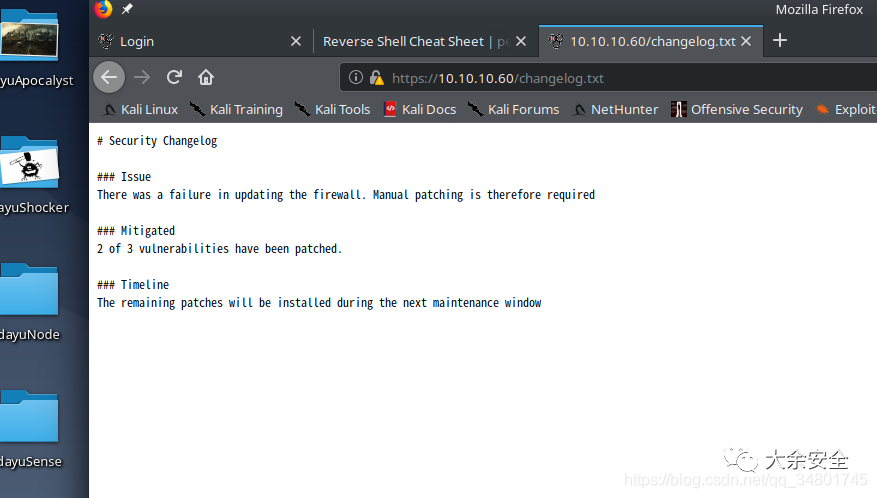 Mozilla Firefox
Login
Reverse Shell Cheat Sheet | pe
10.10.10.60/changelog.txt
https://10.10.10.60/changelog.txt
Kali Linux Kali Training Kali Tools Kali Docs Kali Forums NetHunter Offensive Security Exploit
# Security Changelog
### Issue
There was a failure in updating the firewall. Manual patching is therefore required
### Mitigated
2 of 3 vulnerabilities have been patched.
### Timeline
The remaining patches will be installed during the next maintenance window
yuApocalyst
ayuShocker
dayuNode
dayuSense
大余安全
https://blog.csdn.net/qq_34801745